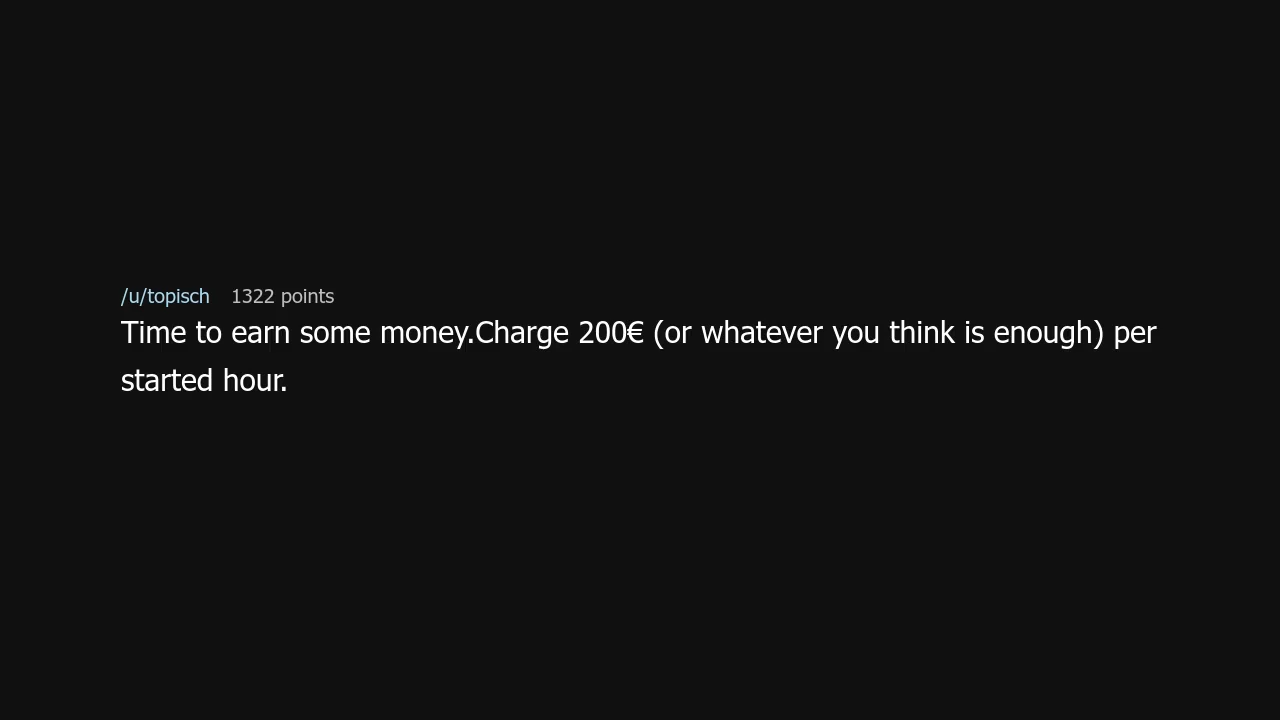 /u/topisch 1322 points
Time to earn some money.Charge 200€ (or whatever you think is enough) per
started hour.